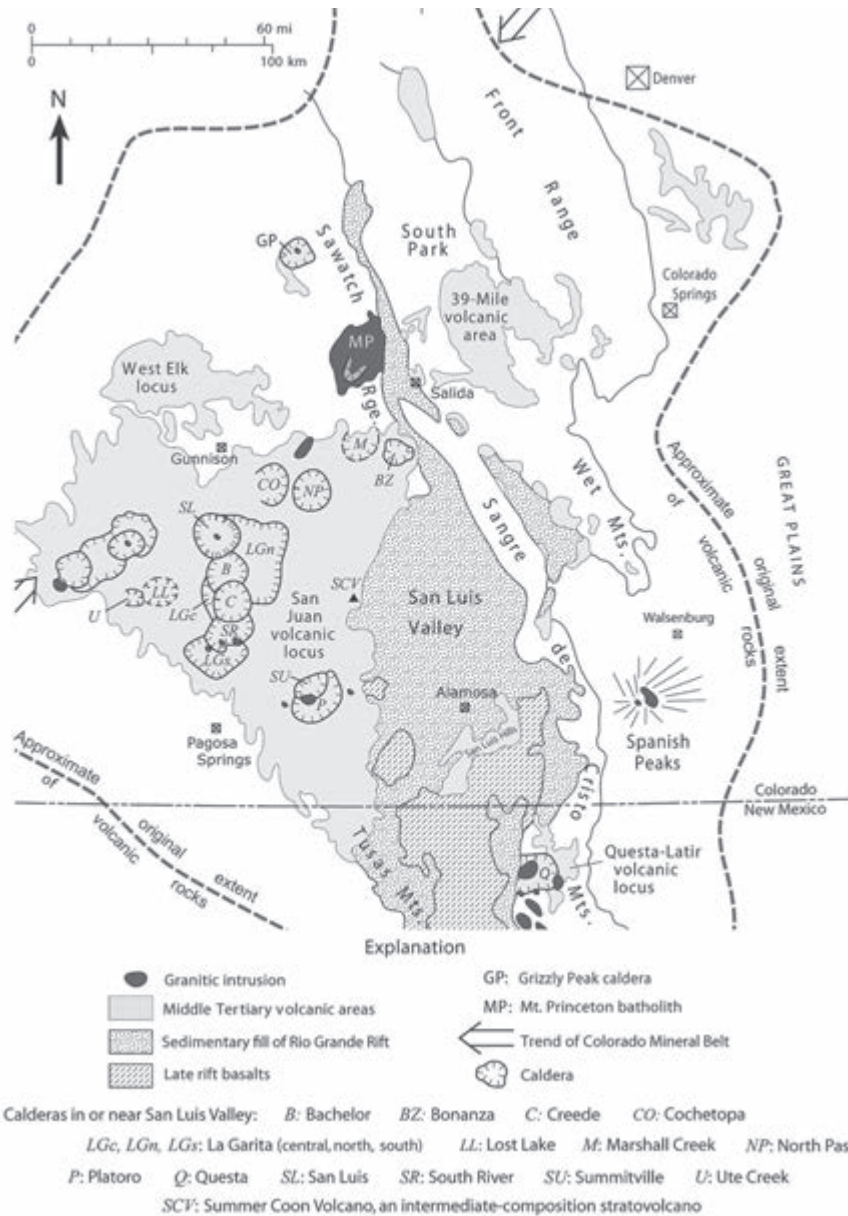 0 60 mi
0 100 km
N
Denver
Front
Range
GP
Sawatch
Rge.
South
Park
Colorado
Springs
39-Mile
volcanic
area
MP
West Elk
locus
Salida
Gunnison
M
BZ
CO
NP
Wet
Mts.
Approximate
of
volcanic
original
extent
rocks
GREAT PLAINS
SL
LGn
B
Sangre
de
Cristo
Mts.
LL
U
LGc
C
SCV
San
Juan
volcanic
locus
San Luis
Valley
Walsenburg
SR
LGs
SU
P
Alamosa
San Luis Hills
Spanish
Peaks
Pagosa
Springs
Approximate
of
volcanic
original
extent
rocks
Colorado
New Mexico
Tusas Mts.
Questa-Latir
volcanic
locus
Q
Explanation
Granitic intrusion
GP: Grizzly Peak caldera
Middle Tertiary volcanic areas
MP: Mt. Princeton batholith
Sedimentary fill of Rio Grande Rift
Trend of Colorado Mineral Belt
Late rift basalts
Caldera
Calderas in or near San Luis Valley: B: Bachelor BZ: Bonanza C: Creede CO: Cochetopa
LGc, LGn, LGs: La Garita (central, north, south) LL: Lost Lake M: Marshall Creek NP: North Pas
P: Platoro Q: Questa SL: San Luis SR: South River SU: Summitville U: Ute Creek
SCV: Summer Coon Volcano, an intermediate-composition stratovolcano